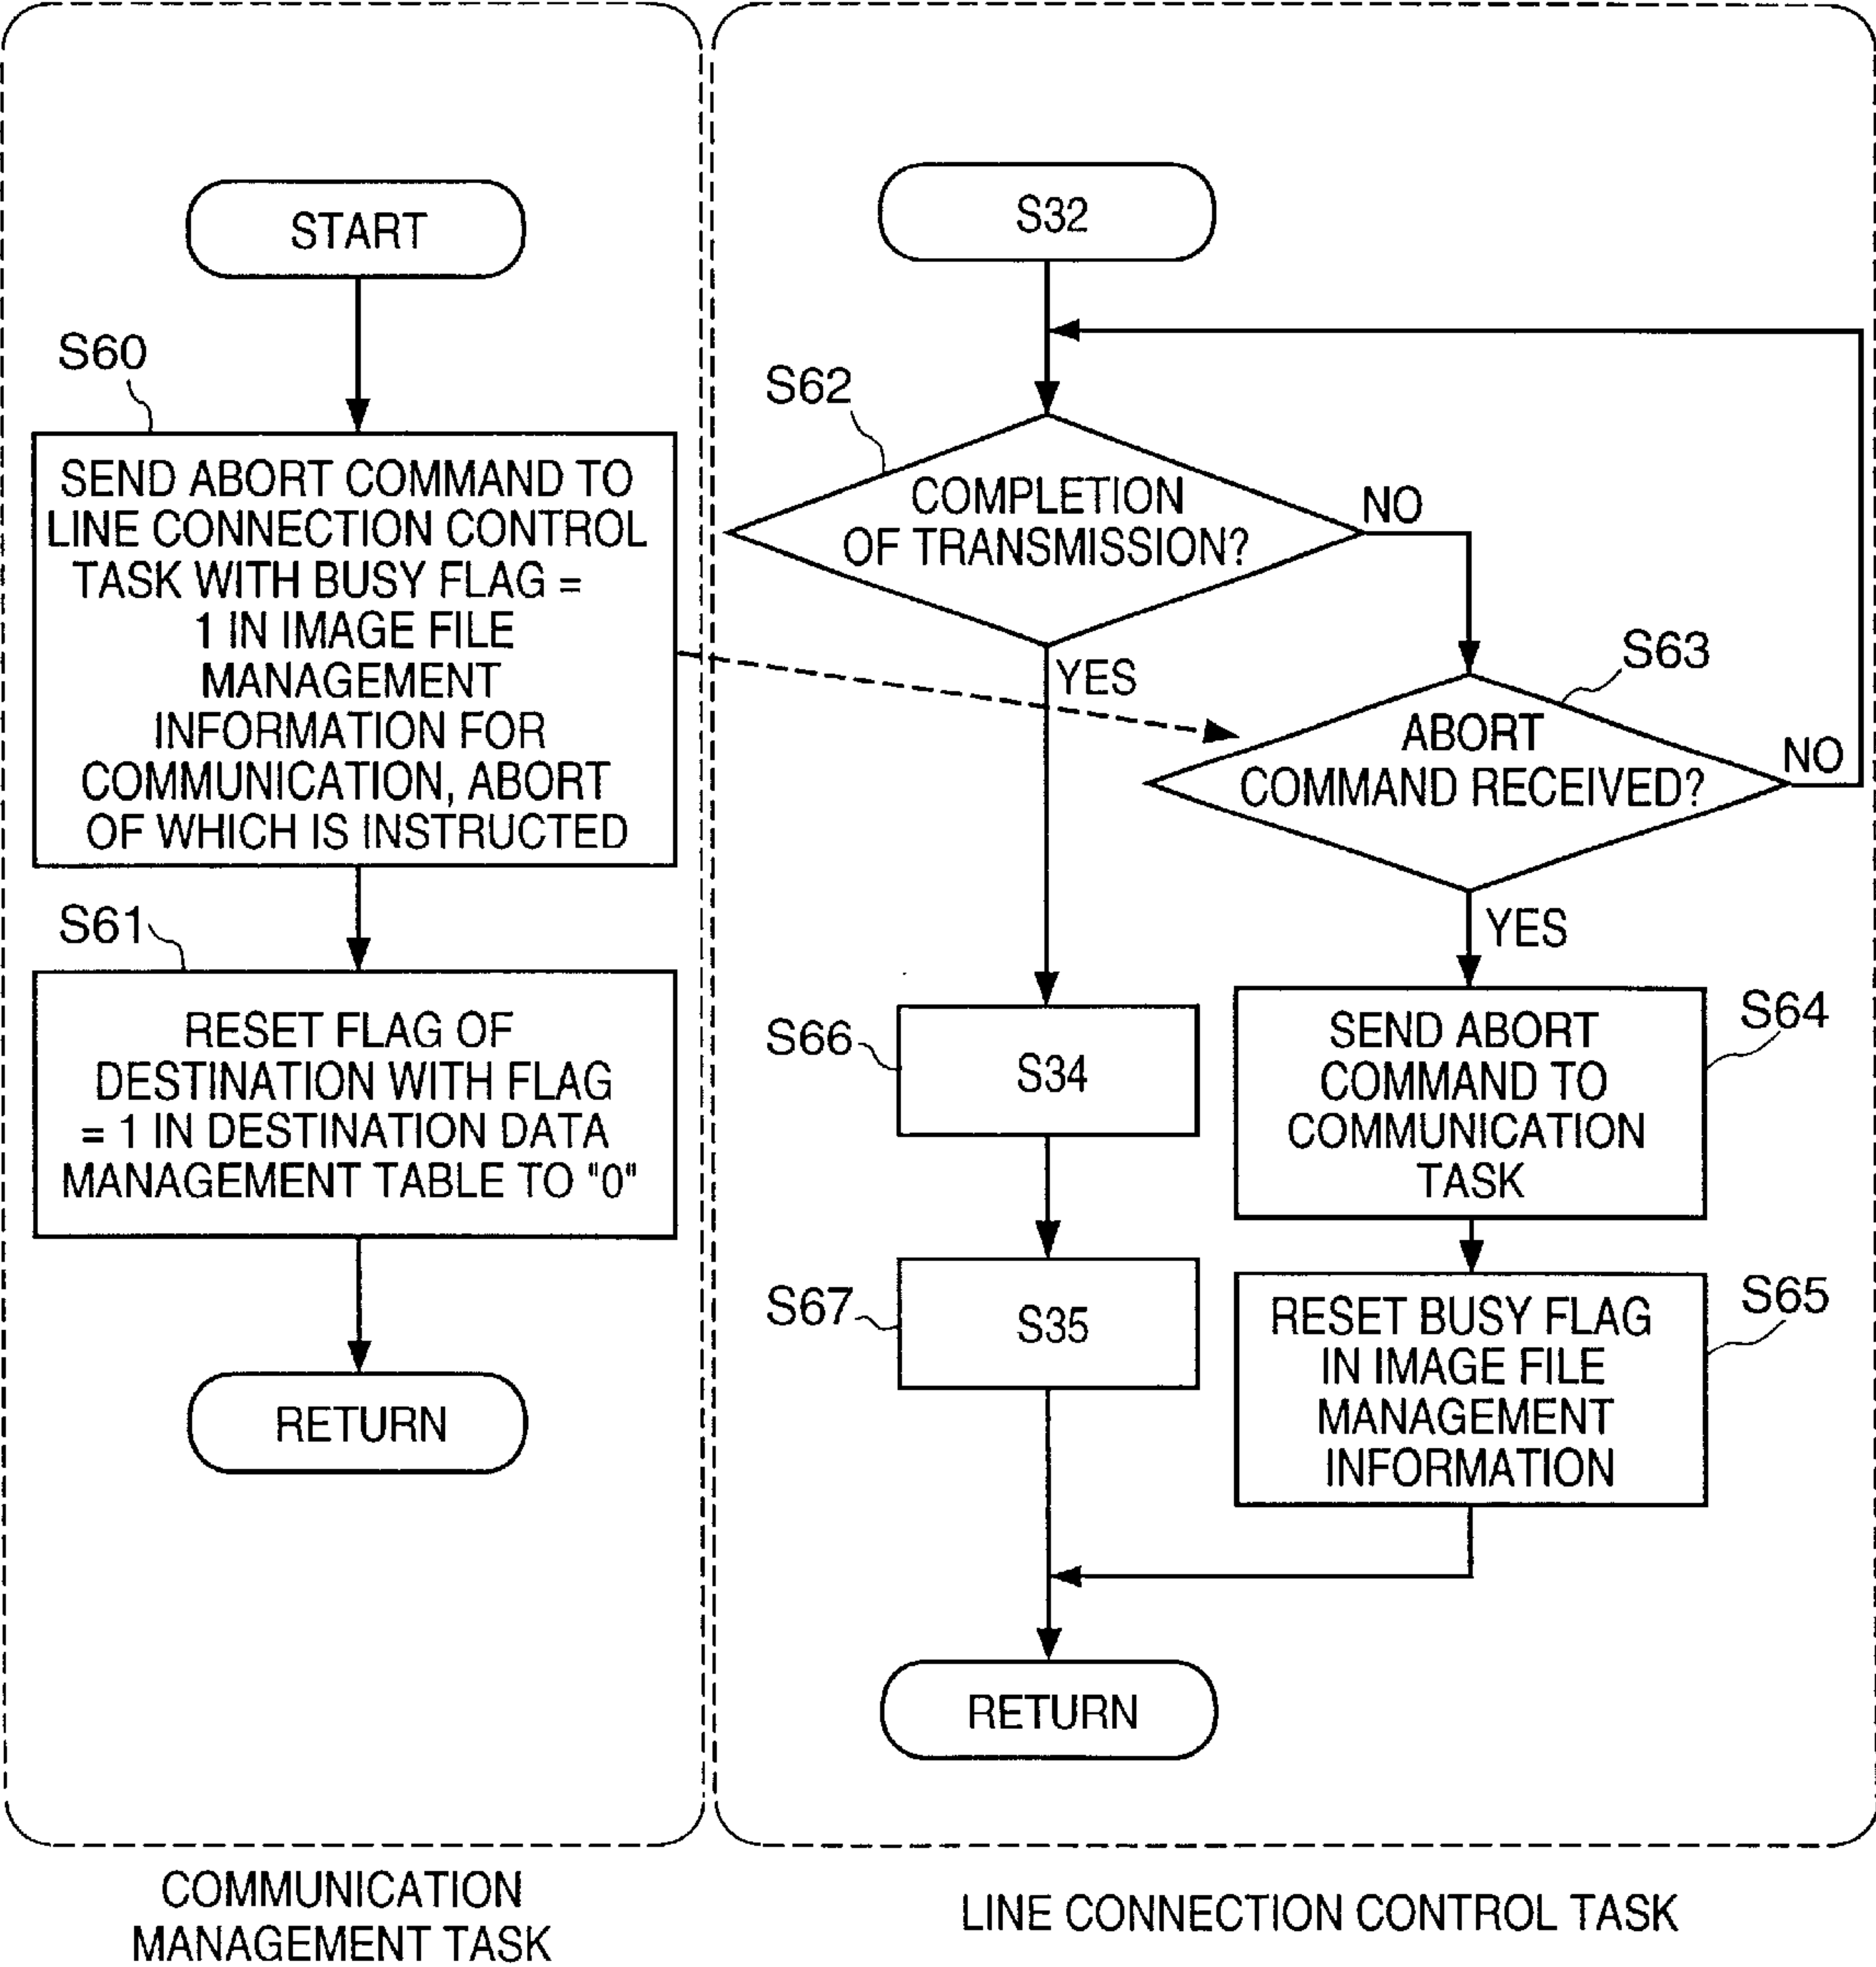 START
S60
SEND ABORT COMMAND TO
LINE CONNECTION CONTROL
TASK WITH BUSY FLAG =
1 IN IMAGE FILE
MANAGEMENT
INFORMATION FOR
COMMUNICATION, ABORT
OF WHICH IS INSTRUCTED
S61
RESET FLAG OF
DESTINATION WITH FLAG
= 1 IN DESTINATION DATA
MANAGEMENT TABLE TO "0"
RETURN
COMMUNICATION
MANAGEMENT TASK
S32
S62
COMPLETION
OF TRANSMISSION?
NO
YES
S63
ABORT
COMMAND RECEIVED?
NO
YES
S64
SEND ABORT
COMMAND TO
COMMUNICATION
TASK
S66
S34
S65
RESET BUSY FLAG
IN IMAGE FILE
MANAGEMENT
INFORMATION
S67
S35
RETURN
LINE CONNECTION CONTROL TASK